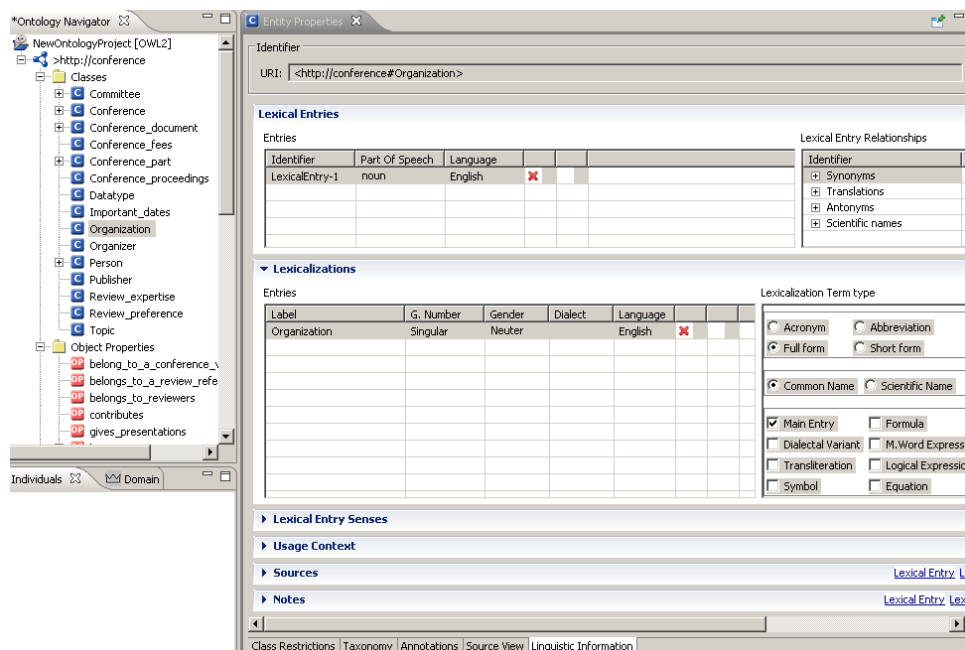 *Ontology Navigator
NewOntologyProject [OWL2]
>http://conference
Classes
Committee
Conference
Conference_document
Conference_fees
Conference_part
Conference_proceedings
Datatype
Important_dates
Organization
Organizer
Person
Publisher
Review_expertise
Review_preference
Topic
Object Properties
belong_to_a_conference_v
belongs_to_a_review_refe
belongs_to_reviewers
contributes
gives_presentations
Individuals Domain
Entity Properties
Identifier
URI: <http://conference#Organization>
Lexical Entries
Entries
Identifier Part Of Speech Language
LexicalEntry-1 noun English
Lexical Entry Relationships
Identifier
Synonyms
Translations
Antonyms
Scientific names
Lexicalizations
Entries
Label G. Number Gender Dialect Language
Organization Singular Neuter English
Lexicalization Term type
Acronym Abbreviation
Full form Short form
Common Name Scientific Name
Main Entry Formula
Dialectal Variant M.Word Express
Transliteration Logical Expressio
Symbol Equation
Lexical Entry Senses
Usage Context
Sources Lexical Entry L
Notes Lexical Entry Lex
Class Restrictions Taxonomy Annotations Source View Linguistic Information